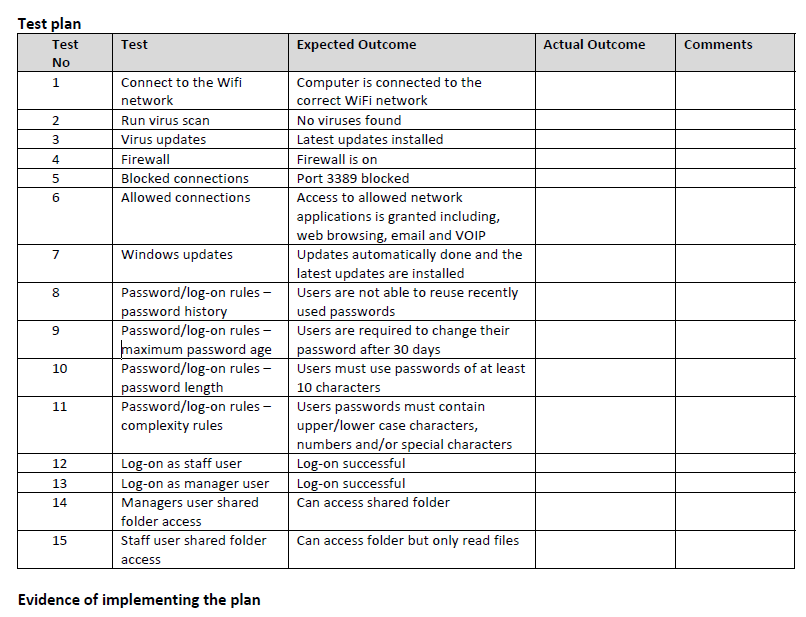 Test plan
Test No Test Expected Outcome Actual Outcome Comments
1 Connect to the Wifi network Computer is connected to the correct WiFi network
2 Run virus scan No viruses found
3 Virus updates Latest updates installed
4 Firewall Firewall is on
5 Blocked connections Port 3389 blocked
6 Allowed connections Access to allowed network applications is granted including, web browsing, email and VOIP
7 Windows updates Updates automatically done and the latest updates are installed
8 Password/log-on rules – password history Users are not able to reuse recently used passwords
9 Password/log-on rules – maximum password age Users are required to change their password after 30 days
10 Password/log-on rules – password length Users must use passwords of at least 10 characters
11 Password/log-on rules – complexity rules Users passwords must contain upper/lower case characters, numbers and/or special characters
12 Log-on as staff user Log-on successful
13 Log-on as manager user Log-on successful
14 Managers user shared folder access Can access shared folder
15 Staff user shared folder access Can access folder but only read files
Evidence of implementing the plan